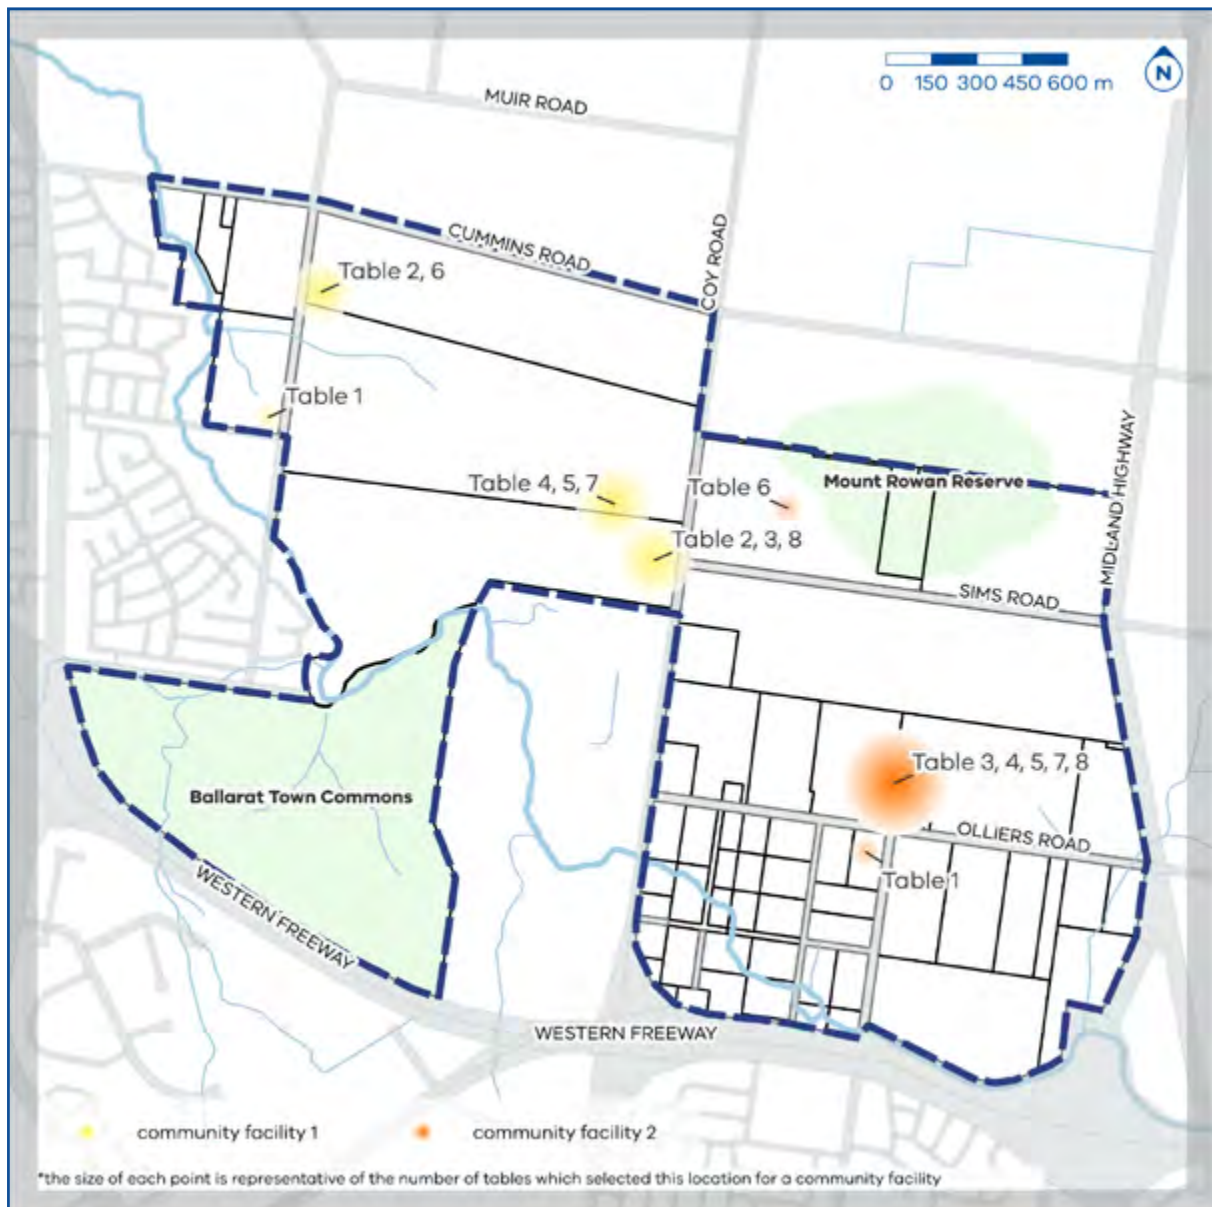 0 150 300 450 600 m
N
MUIR ROAD
CUMMINS ROAD
COY ROAD
Table 2, 6
Table 1
Table 4, 5, 7
Table 6
Mount Rowan Reserve
MIDLAND HIGHWAY
Table 2, 3, 8
SIMS ROAD
Table 3, 4, 5, 7, 8
Ballarat Town Commons
OLLIERS ROAD
Table 1
WESTERN FREEWAY
WESTERN FREEWAY
community facility 1
community facility 2
*the size of each point is representative of the number of tables which selected this location for a community facility